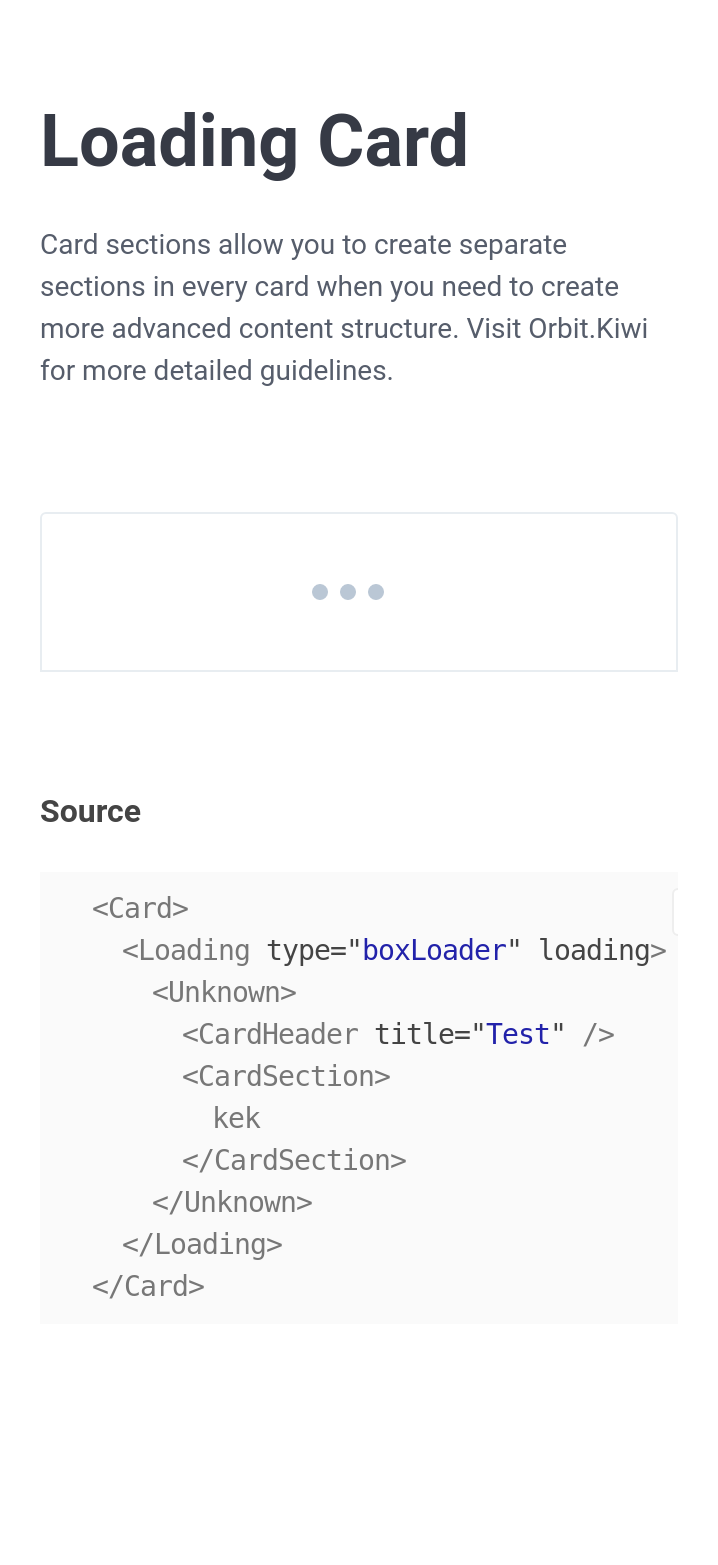 Loading Card
Card sections allow you to create separate
sections in every card when you need to create
more advanced content structure. Visit Orbit.Kiwi
for more detailed guidelines.
Source
<Card>
<Loading type="boxLoader" loading>
<Unknown>
<CardHeader title="Test" />
<CardSection>
kek
</CardSection>
</Unknown>
</Loading>
</Card>